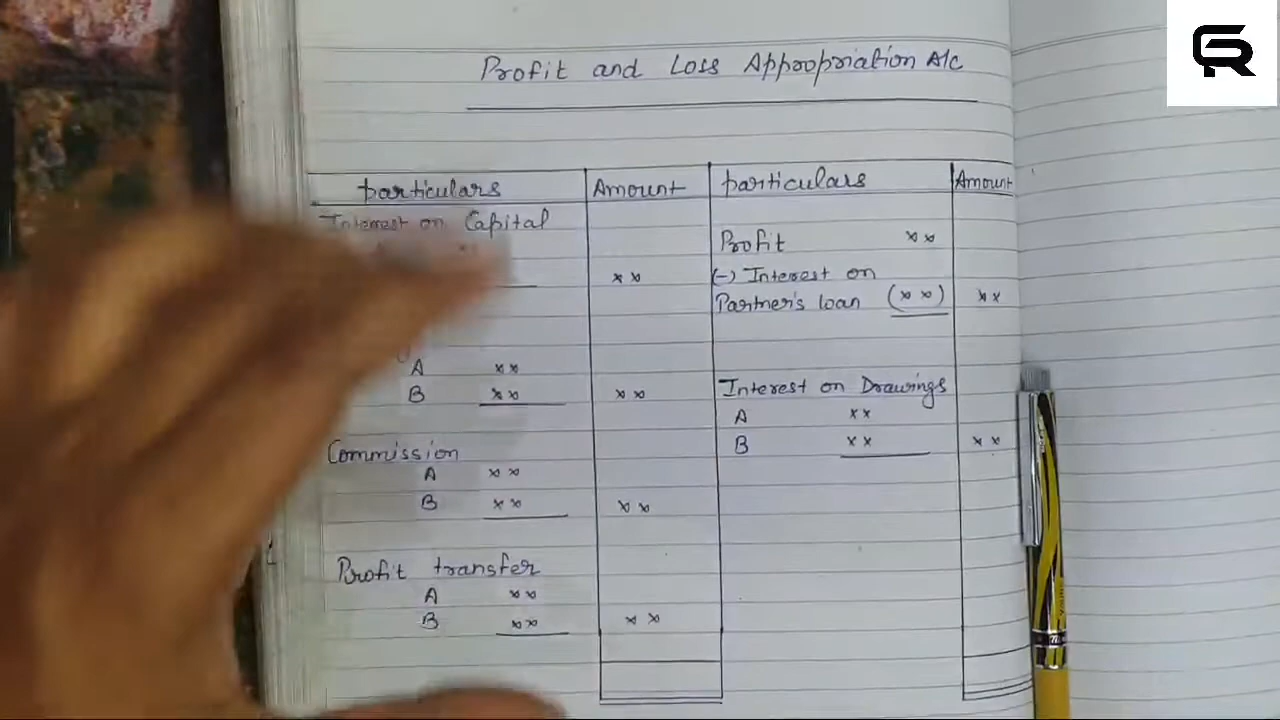 Profit and Loss Appropriation A/c
Particulars Amount Particulars Amount
Interest on Capital
xx
A xx
B xx xx
Commission
A xx
B xx xx
Profit transfer
A xx
B xx xx
Profit xx
(-) Interest on
Partner's loan (xx) xx
Interest on Drawings
A xx
B xx xx